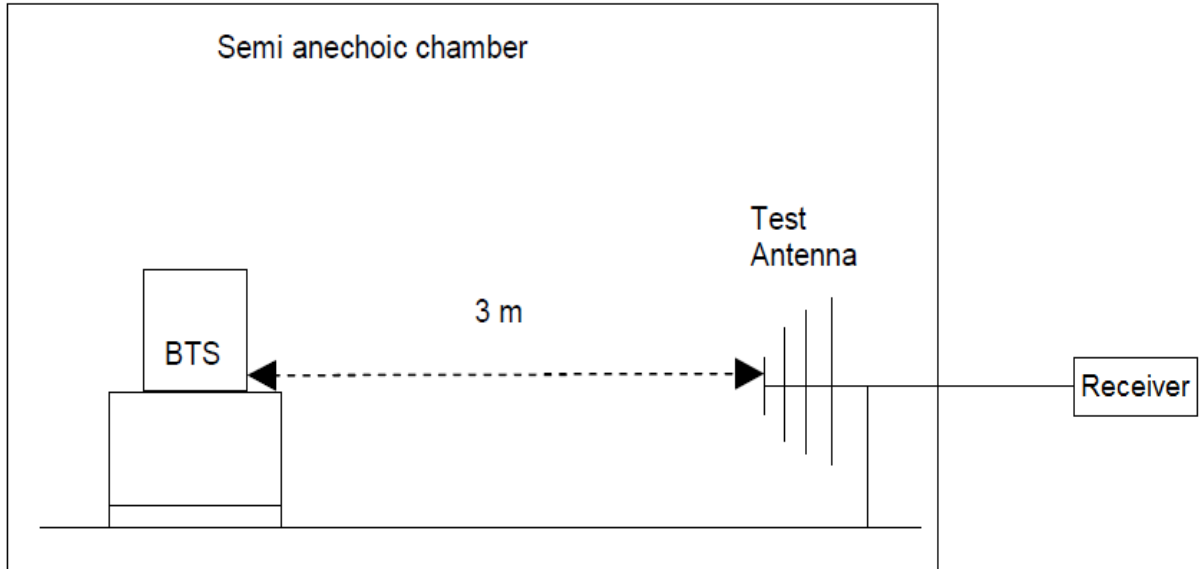 Semi anechoic chamber
Test
Antenna
3 m
BTS
Receiver